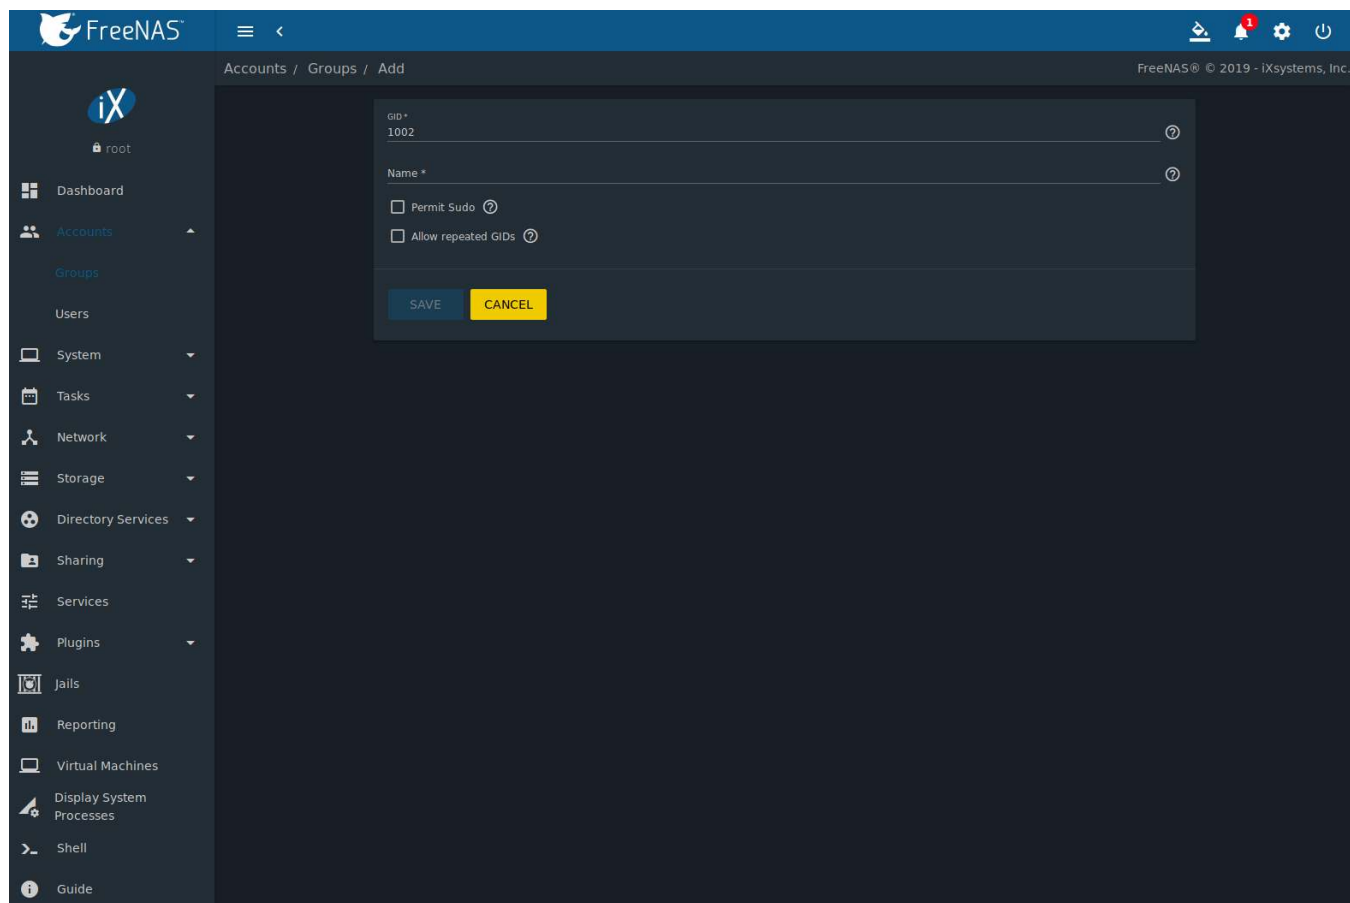 FreeNAS®
1
Accounts / Groups / Add
FreeNAS® © 2019 - iXsystems, Inc.
iX
root
Dashboard
Accounts
Groups
Users
System
Tasks
Network
Storage
Directory Services
Sharing
Services
Plugins
Jails
Reporting
Virtual Machines
Display System
Processes
Shell
Guide
GID *
1002
Name *
Permit Sudo
Allow repeated GIDs
SAVE
CANCEL